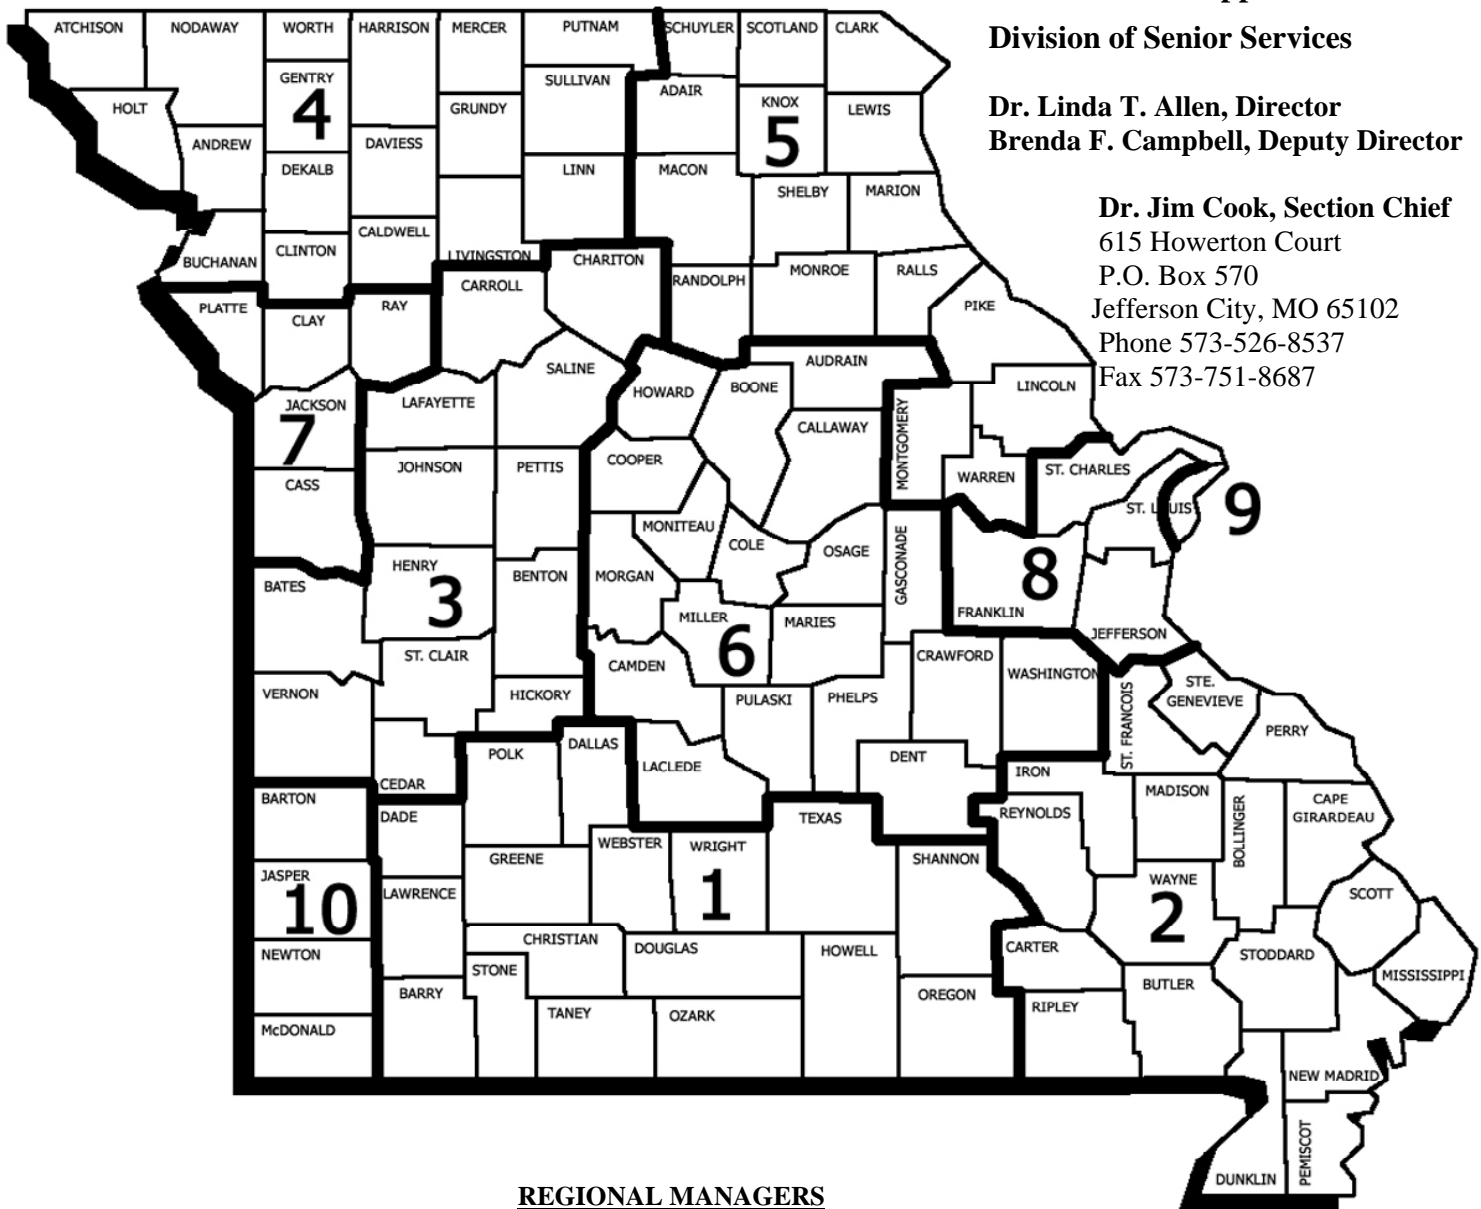 Division of Senior Services
Dr. Linda T. Allen, Director
Brenda F. Campbell, Deputy Director
Dr. Jim Cook, Section Chief
615 Howerton Court
P.O. Box 570
Jefferson City, MO 65102
Phone 573-526-8537
Fax 573-751-8687
ATCHISON
NODAWAY
WORTH
HARRISON
MERCER
PUTNAM
SCHUYLER
SCOTLAND
CLARK
HOLT
GENTRY
4
GRUNDY
SULLIVAN
ADAIR
KNOX
5
LEWIS
ANDREW
DEKALB
DAVIESS
LINN
MACON
SHELBY
MARION
BUCHANAN
CLINTON
CALDWELL
LIVINGSTON
CHARITON
RANDOLPH
MONROE
RALLS
PIKE
PLATTE
CLAY
RAY
CARROLL
SALINE
HOWARD
BOONE
AUDRAIN
LINCOLN
JACKSON
7
LAFAYETTE
CALLAWAY
MONTGOMERY
CASS
JOHNSON
PETTIS
COOPER
WARREN
ST. CHARLES
ST. LOUIS
9
MONITEAU
COLE
OSAGE
GASCONADE
BATES
HENRY
3
BENTON
MORGAN
MILLER
6
MARIES
FRANKLIN
8
JEFFERSON
ST. CLAIR
CAMDEN
CRAWFORD
WASHINGTON
VERNON
HICKORY
PULASKI
PHELPS
ST. FRANCOIS
STE.
GENEVIEVE
PERRY
CEDAR
POLK
DALLAS
LACLEDE
DENT
IRON
MADISON
BOLLINGER
CAPE
GIRARDEAU
BARTON
DADE
TEXAS
REYNOLDS
JASPER
10
LAWRENCE
GREENE
WEBSTER
WRIGHT
1
SHANNON
WAYNE
2
SCOTT
NEWTON
CHRISTIAN
DOUGLAS
HOWELL
CARTER
STODDARD
MISSISSIPPI
BARRY
STONE
TANEY
OZARK
OREGON
RIPLEY
BUTLER
McDONALD
NEW MADRID
DUNKLIN
PEMISCOT
REGIONAL MANAGERS